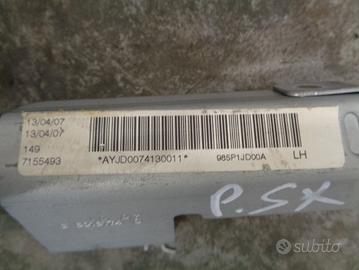 13/04/07
13/04/07
149
7155493
*AYJD0074130011*
985P1JD00A
LH
P.SX
subito